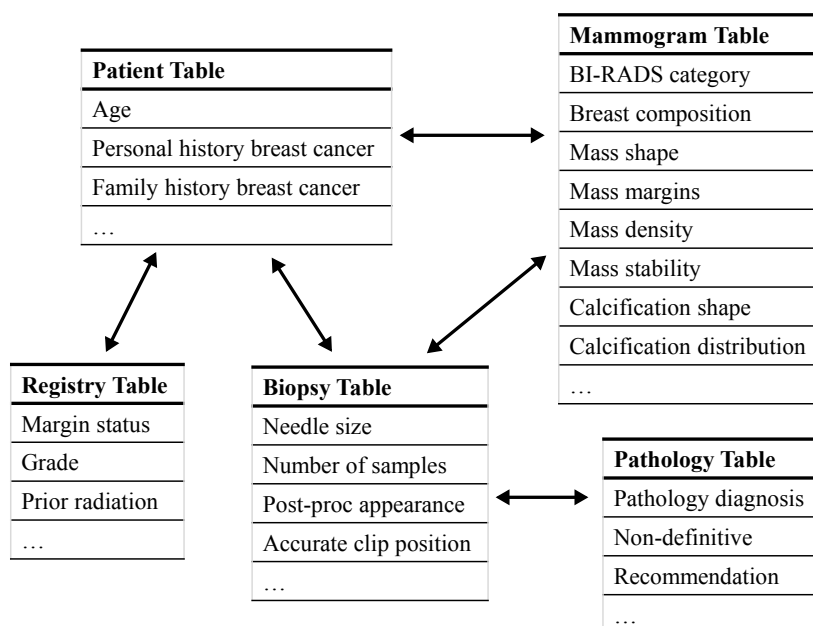 Patient Table
Age
Personal history breast cancer
Family history breast cancer
…
Mammogram Table
BI-RADS category
Breast composition
Mass shape
Mass margins
Mass density
Mass stability
Calcification shape
Calcification distribution
…
Registry Table
Margin status
Grade
Prior radiation
…
Biopsy Table
Needle size
Number of samples
Post-proc appearance
Accurate clip position
…
Pathology Table
Pathology diagnosis
Non-definitive
Recommendation
…